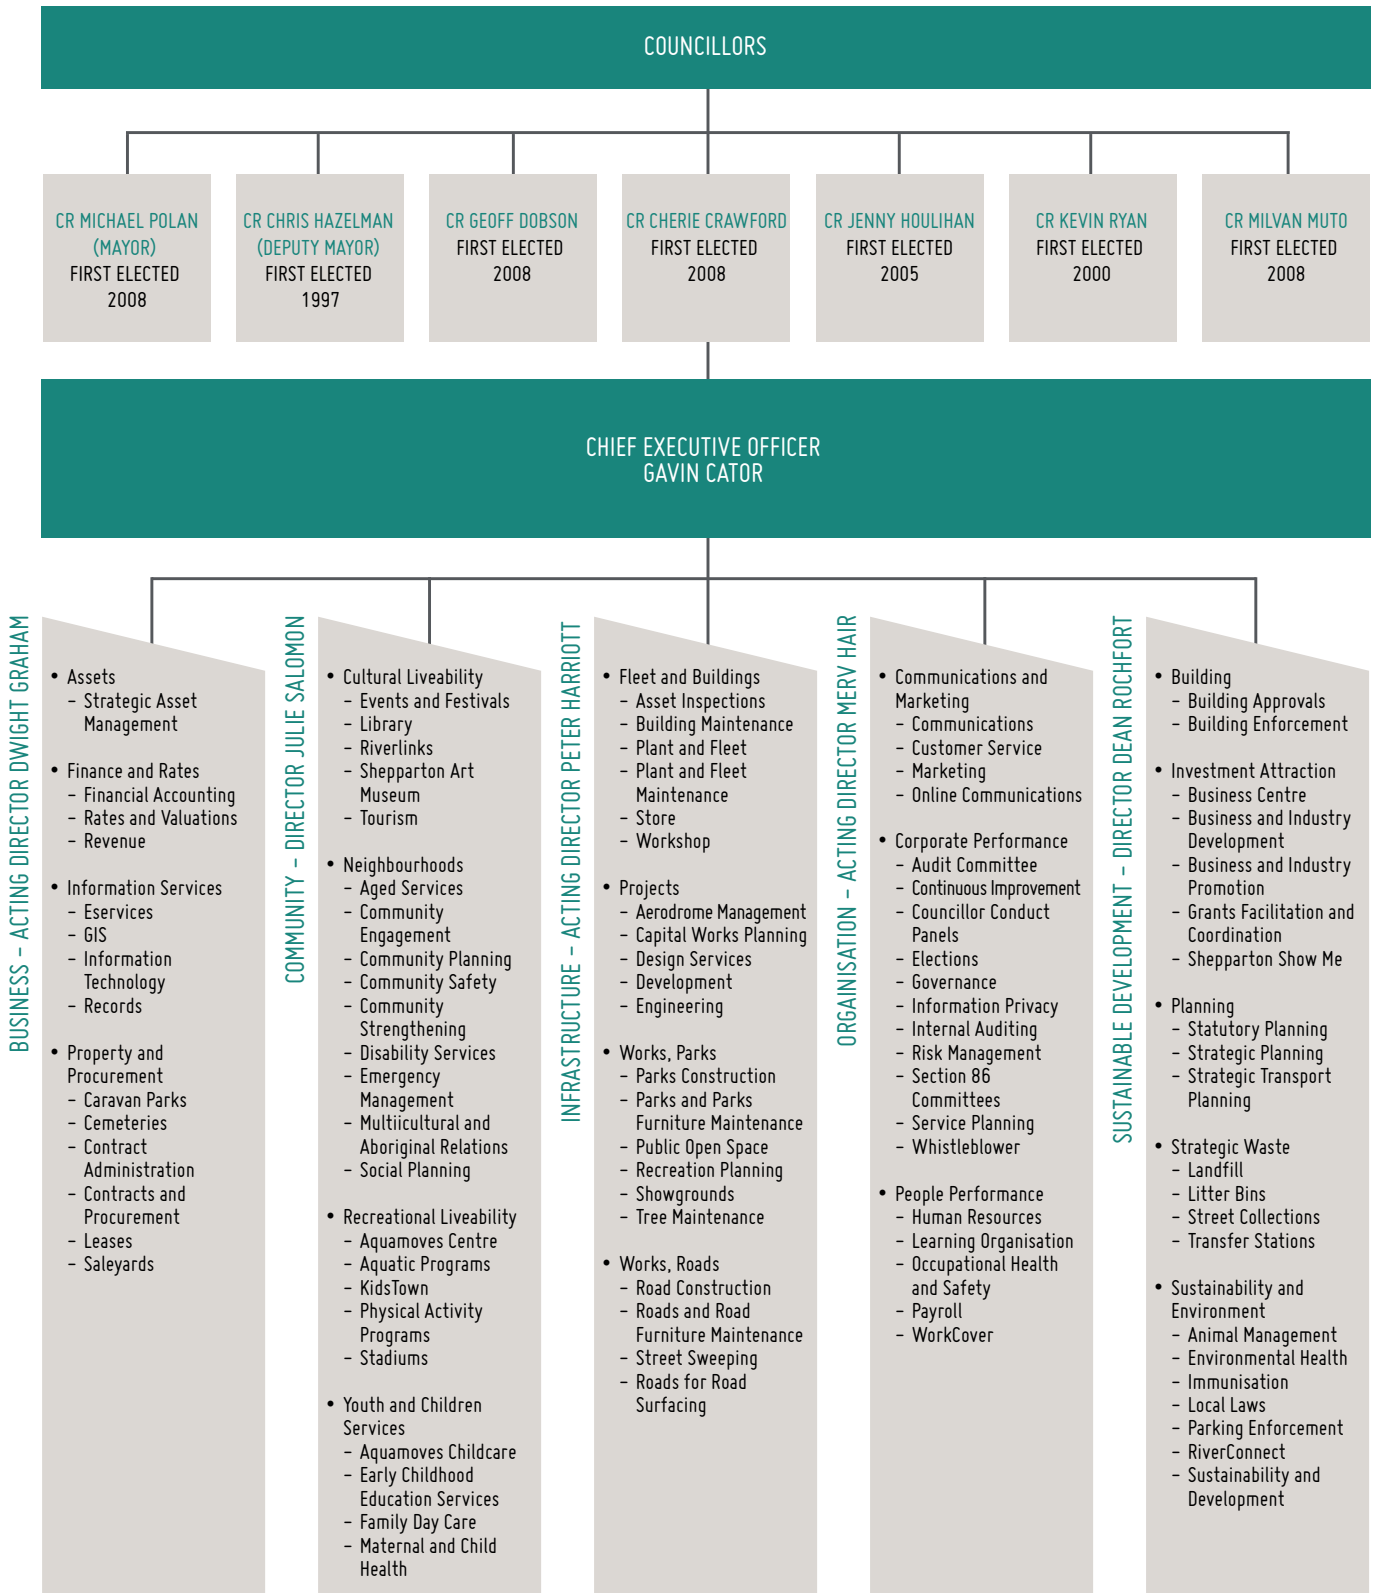 COUNCILLORS
CR MICHAEL POLAN
(MAYOR)
FIRST ELECTED
2008
CR CHRIS HAZELMAN
(DEPUTY MAYOR)
FIRST ELECTED
1997
CR GEOFF DOBSON
FIRST ELECTED
2008
CR CHERIE CRAWFORD
FIRST ELECTED
2008
CR JENNY HOULIHAN
FIRST ELECTED
2005
CR KEVIN RYAN
FIRST ELECTED
2000
CR MILVAN MUTO
FIRST ELECTED
2008
CHIEF EXECUTIVE OFFICER
GAVIN CATOR
BUSINESS – ACTING DIRECTOR DWIGHT GRAHAM
• Assets
– Strategic Asset
Management
• Finance and Rates
– Financial Accounting
– Rates and Valuations
– Revenue
• Information Services
– Eservices
– GIS
– Information
Technology
– Records
• Property and
Procurement
– Caravan Parks
– Cemeteries
– Contract
Administration
– Contracts and
Procurement
– Leases
– Saleyards
COMMUNITY – DIRECTOR JULIE SALOMON
• Cultural Liveability
– Events and Festivals
– Library
– Riverlinks
– Shepparton Art
Museum
– Tourism
• Neighbourhoods
– Aged Services
– Community
Engagement
– Community Planning
– Community Safety
– Community
Strengthening
– Disability Services
– Emergency
Management
– Multiicultural and
Aboriginal Relations
– Social Planning
• Recreational Liveability
– Aquamoves Centre
– Aquatic Programs
– KidsTown
– Physical Activity
Programs
– Stadiums
• Youth and Children
Services
– Aquamoves Childcare
– Early Childhood
Education Services
– Family Day Care
– Maternal and Child
Health
INFRASTRUCTURE – ACTING DIRECTOR PETER HARRIOTT
• Fleet and Buildings
– Asset Inspections
– Building Maintenance
– Plant and Fleet
– Plant and Fleet
Maintenance
– Store
– Workshop
• Projects
– Aerodrome Management
– Capital Works Planning
– Design Services
– Development
– Engineering
• Works, Parks
– Parks Construction
– Parks and Parks
Furniture Maintenance
– Public Open Space
– Recreation Planning
– Showgrounds
– Tree Maintenance
• Works, Roads
– Road Construction
– Roads and Road
Furniture Maintenance
– Street Sweeping
– Roads for Road
Surfacing
ORGAINISATION – ACTING DIRECTOR MERV HAIR
• Communications and
Marketing
– Communications
– Customer Service
– Marketing
– Online Communications
• Corporate Performance
– Audit Committee
– Continuous Improvement
– Councillor Conduct
Panels
– Elections
– Governance
– Information Privacy
– Internal Auditing
– Risk Management
– Section 86
Committees
– Service Planning
– Whistleblower
• People Performance
– Human Resources
– Learning Organisation
– Occupational Health
and Safety
– Payroll
– WorkCover
SUSTAINABLE DEVELOPMENT – DIRECTOR DEAN ROCHFORT
• Building
– Building Approvals
– Building Enforcement
• Investment Attraction
– Business Centre
– Business and Industry
Development
– Business and Industry
Promotion
– Grants Facilitation and
Coordination
– Shepparton Show Me
• Planning
– Statutory Planning
– Strategic Planning
– Strategic Transport
Planning
• Strategic Waste
– Landfill
– Litter Bins
– Street Collections
– Transfer Stations
• Sustainability and
Environment
– Animal Management
– Environmental Health
– Immunisation
– Local Laws
– Parking Enforcement
– RiverConnect
– Sustainability and
Development